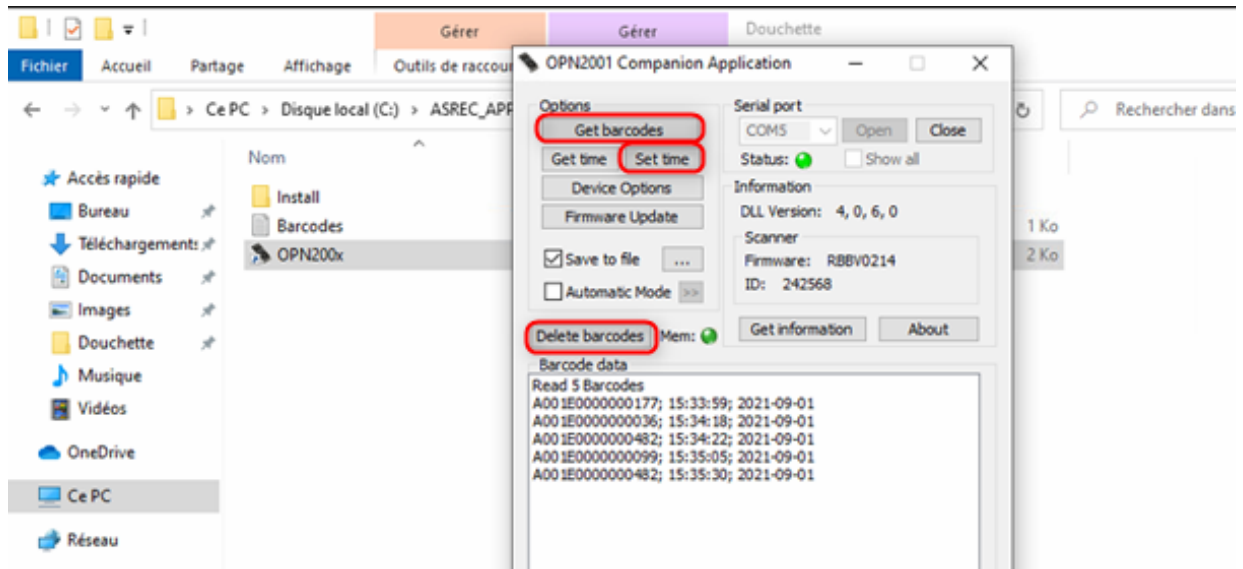 Gérer
Gérer
Douchette
Fichier
Accueil
Partage
Affichage
Outils de raccour
OPN2001 Companion Application
Ce PC > Disque local (C:) > ASREC_APP
Rechercher dans
Nom
Accès rapide
Bureau
Téléchargement:
Documents
Images
Douchette
Musique
Vidéos
OneDrive
Ce PC
Réseau
Install
Barcodes
1 Ko
OPN200x
2 Ko
Options
Get barcodes
Get time
Set time
Device Options
Firmware Update
Save to file
...
Automatic Mode >>
Delete barcodes
Mem:
Serial port
COM5
Open
Close
Status:
Show all
Information
DLL Version: 4, 0, 6, 0
Scanner
Firmware: RBBV0214
ID: 242568
Get information
About
Barcode data
Read 5 Barcodes
A001E0000000177; 15:33:59; 2021-09-01
A001E0000000036; 15:34:18; 2021-09-01
A001E0000000482; 15:34:22; 2021-09-01
A001E0000000099; 15:35:05; 2021-09-01
A001E0000000482; 15:35:30; 2021-09-01